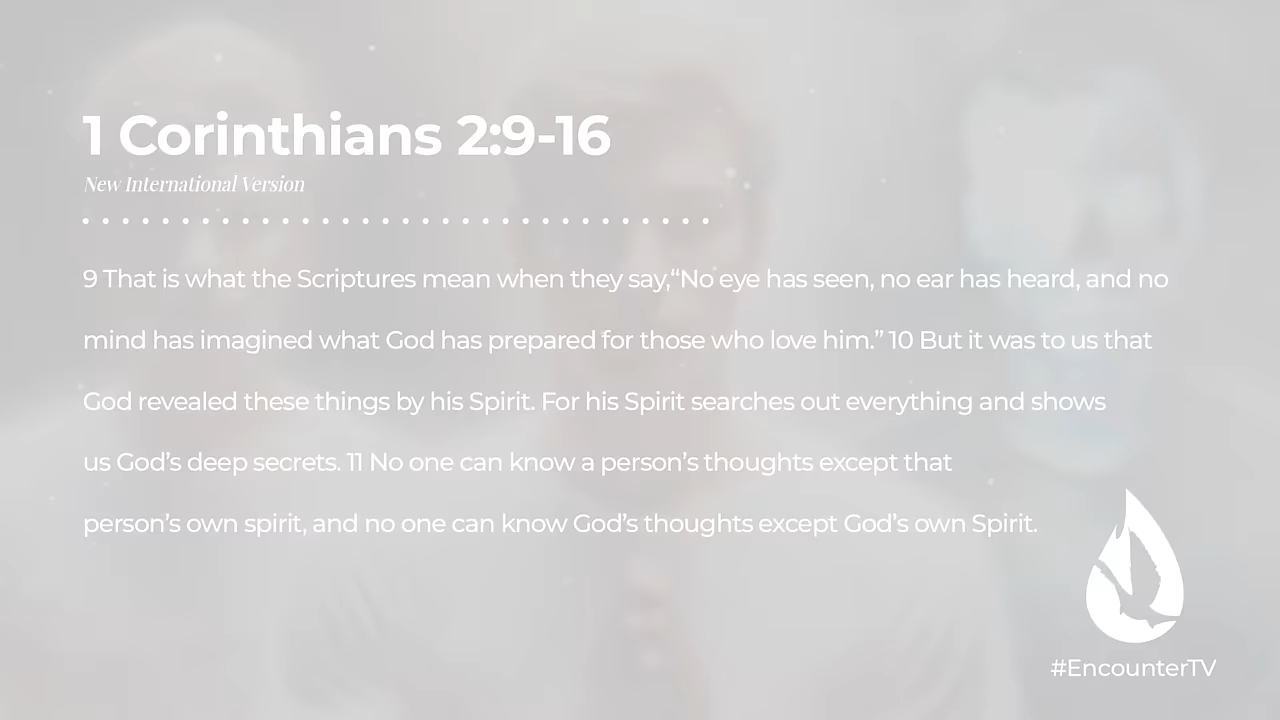 1 Corinthians 2:9-16
New International Version
9 That is what the Scriptures mean when they say,“No eye has seen, no ear has heard, and no
mind has imagined what God has prepared for those who love him.” 10 But it was to us that
God revealed these things by his Spirit. For his Spirit searches out everything and shows
us God’s deep secrets. 11 No one can know a person’s thoughts except that
person’s own spirit, and no one can know God’s thoughts except God’s own Spirit.
#EncounterTV